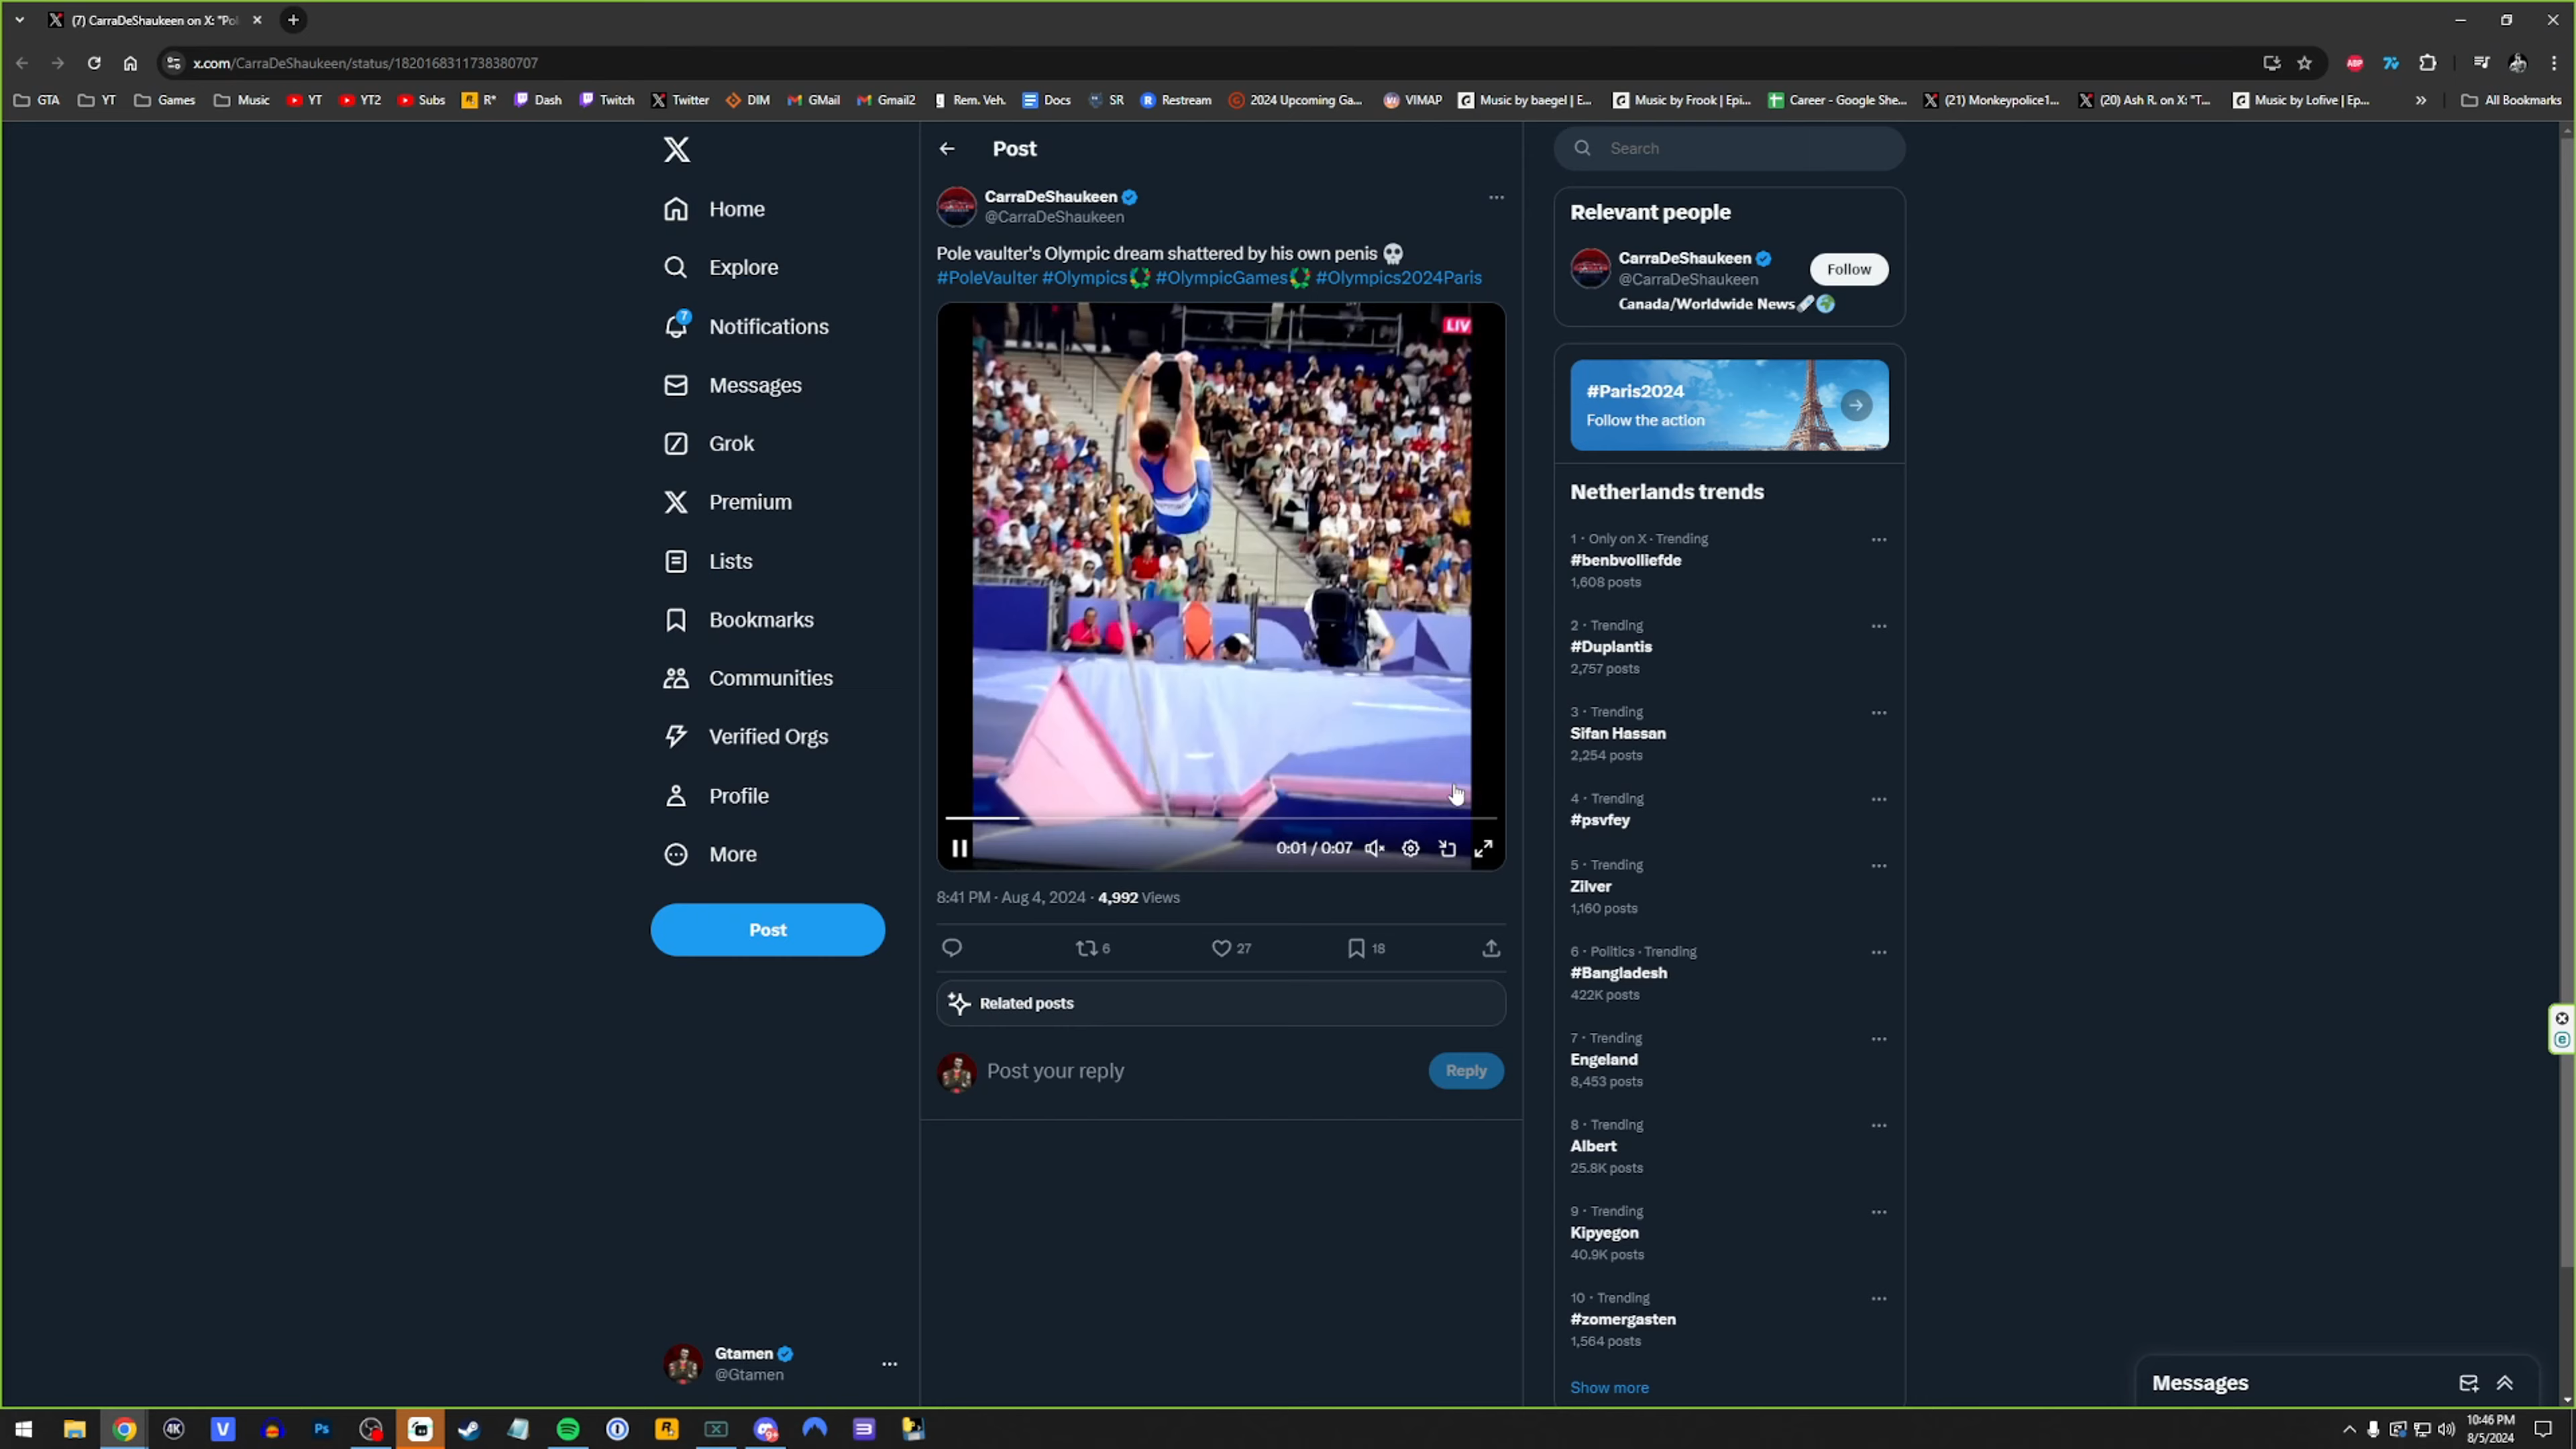 (7) CarraDeShaukeen on X: "Pol
x.com/CarraDeShaukeen/status/1820168311738380707
ABP
GTA YT Games Music YT YT2 Subs R* Dash Twitch Twitter DIM GMail Gmail2 Rem. Veh. Docs SR Restream 2024 Upcoming Ga... VIMAP Music by baegel | E... Music by Frook | Epi... Career - Google She... (21) Monkeypolice1... (20) Ash R. on X: "T... Music by Lofive | Ep... All Bookmarks
Home
Explore
7
Notifications
Messages
Grok
Premium
Lists
Bookmarks
Communities
Verified Orgs
Profile
More
Post
Gtamen
@Gtamen
Post
CarraDeShaukeen
@CarraDeShaukeen
Pole vaulter's Olympic dream shattered by his own penis 💀
#PoleVaulter #Olympics #OlympicGames #Olympics2024Paris
LIV
0:01 / 0:07
8:41 PM · Aug 4, 2024 · 4,992 Views
6 27 18
Related posts
Post your reply
Reply
Search
Relevant people
CarraDeShaukeen
@CarraDeShaukeen
Follow
Canada/Worldwide News
#Paris2024
Follow the action
Netherlands trends
1 · Only on X · Trending
#benbvolliefde
1,608 posts
2 · Trending
#Duplantis
2,757 posts
3 · Trending
Sifan Hassan
2,254 posts
4 · Trending
#psvfey
5 · Trending
Zilver
1,160 posts
6 · Politics · Trending
#Bangladesh
422K posts
7 · Trending
Engeland
8,453 posts
8 · Trending
Albert
25.8K posts
9 · Trending
Kipyegon
40.9K posts
10 · Trending
#zomergasten
1,564 posts
Show more
Messages
4K V Ps
10:46 PM
8/5/2024